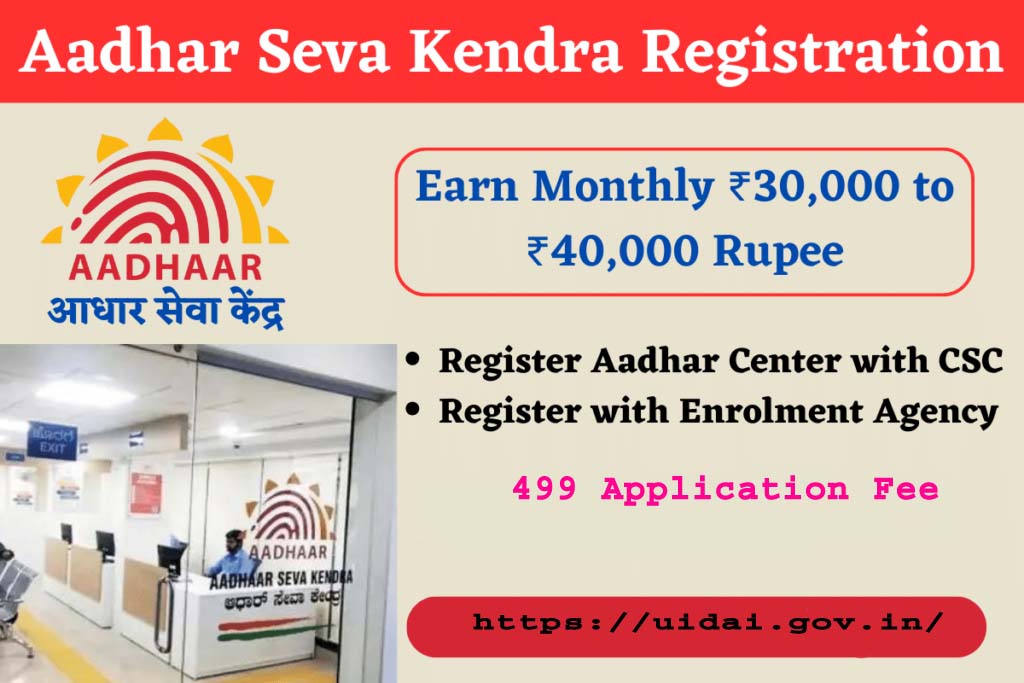 Aadhar Seva Kendra Registration
AADHAAR
आधार सेवा केंद्र
Earn Monthly ₹30,000 to
₹40,000 Rupee
Register Aadhar Center with CSC
Register with Enrolment Agency
499 Application Fee
https://uidai.gov.in/
EXIT
AADHAAR
AADHAAR SEVA KENDRA
ಆಧಾರ್ ಸೇವಾ ಕೇಂದ್ರ